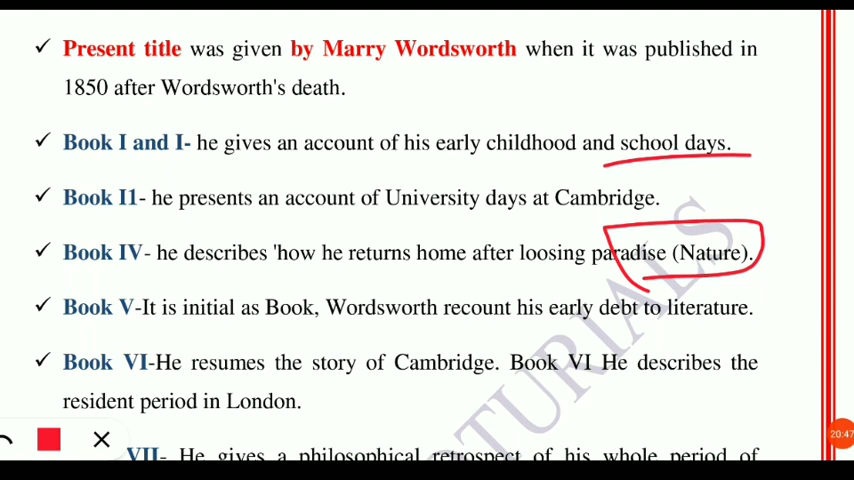 ✓ Present title was given by Marry Wordsworth when it was published in
1850 after Wordsworth's death.
✓ Book I and I- he gives an account of his early childhood and school days.
✓ Book I1- he presents an account of University days at Cambridge.
✓ Book IV- he describes 'how he returns home after loosing paradise (Nature).
✓ Book V-It is initial as Book, Wordsworth recount his early debt to literature.
✓ Book VI-He resumes the story of Cambridge. Book VI He describes the
resident period in London.
VII- He gives a philosophical retrospect of his whole period of
20:47